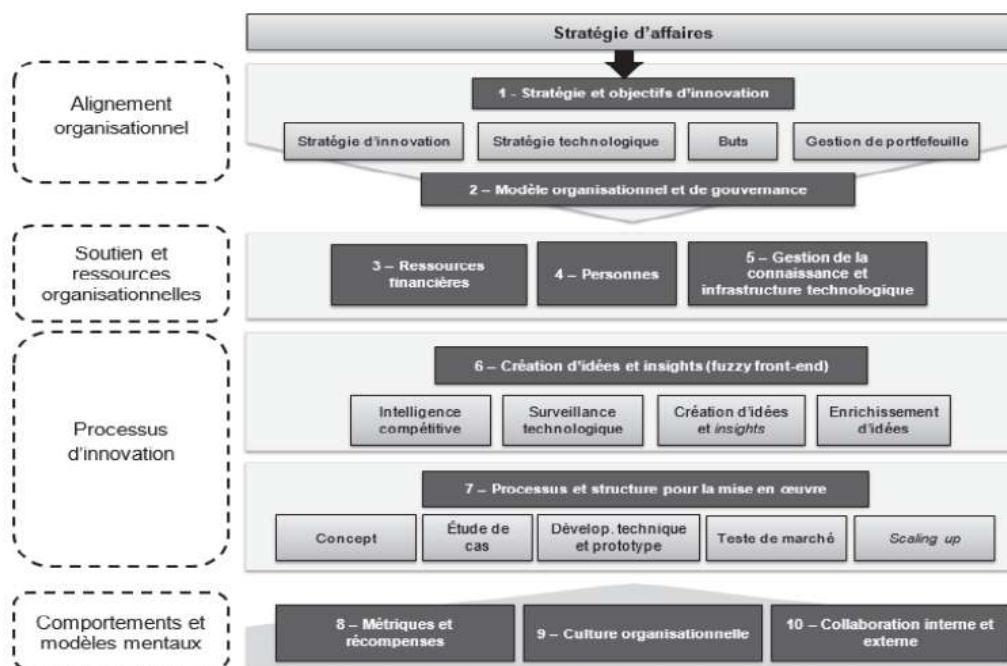 Stratégie d'affaires
Alignement
organisationnel
1 - Stratégie et objectifs d'innovation
Stratégie d'innovation
Stratégie technologique
Buts
Gestion de portfefeuille
2 – Modèle organisationnel et de gouvernance
Soutien et
ressources
organisationnelles
3 – Ressources
financières
4 – Personnes
5 – Gestion de la
connaissance et
infrastructure technologique
Processus
d'innovation
6 – Création d'idées et insights (fuzzy front-end)
Intelligence
compétitive
Surveillance
technologique
Création d'idées
et insights
Enrichissement
d'idées
7 – Processus et structure pour la mise en œuvre
Concept
Étude de
cas
Dévelop. technique
et prototype
Teste de marché
Scaling up
Comportements et
modèles mentaux
8 – Métriques et
récompenses
9 – Culture organisationnelle
10 – Collaboration interne et
externe